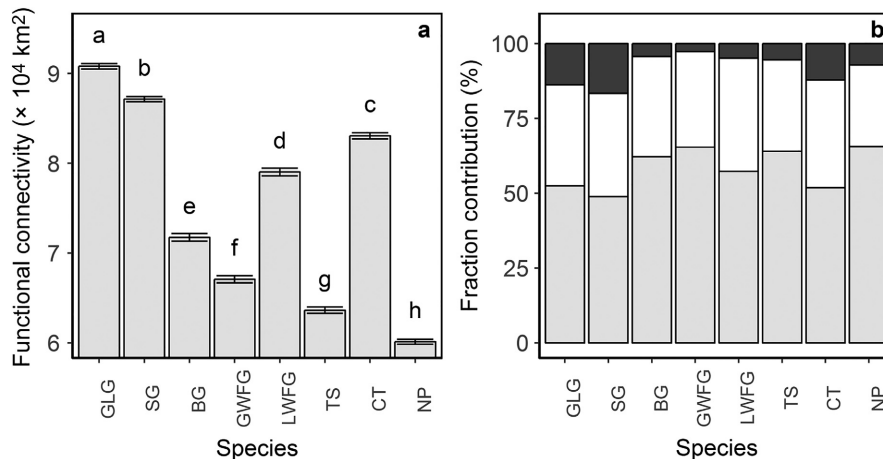 a
Functional connectivity (× 10⁴ km²)
9
8
7
6
a
b
e
f
d
g
c
h
GLG
SG
BG
GWFG
LWFG
TS
CT
NP
Species
b
Fraction contribution (%)
100
75
50
25
0
GLG
SG
BG
GWFG
LWFG
TS
CT
NP
Species